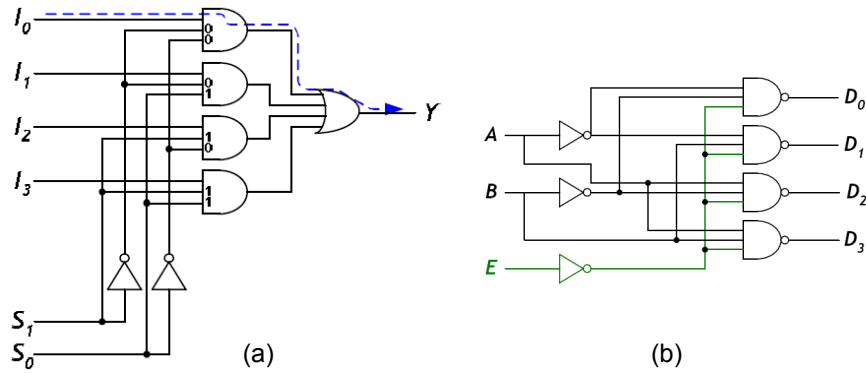 I₀
0
0
I₁
0
1
Y
I₂
1
0
I₃
1
1
S₁
S₀
(a)
D₀
A
D₁
B
D₂
D₃
E
(b)